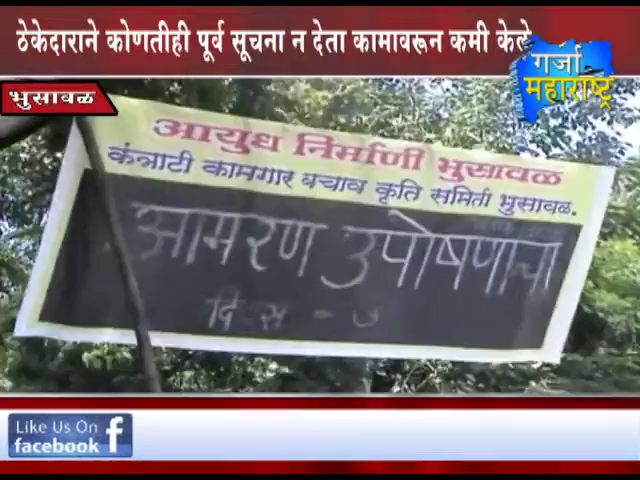 ठेकेदाराने कोणतीही पूर्व सूचना न देता कामावरून कमी केले
गर्जा
महाराष्ट्र
भुसावळ
आयुध निर्माणी भुसावळ
कंत्राटी कामगार बचाव कृति समिती भुसावळ.
आमरण उपोषणाचा
दिवस -
Like Us On
facebook f